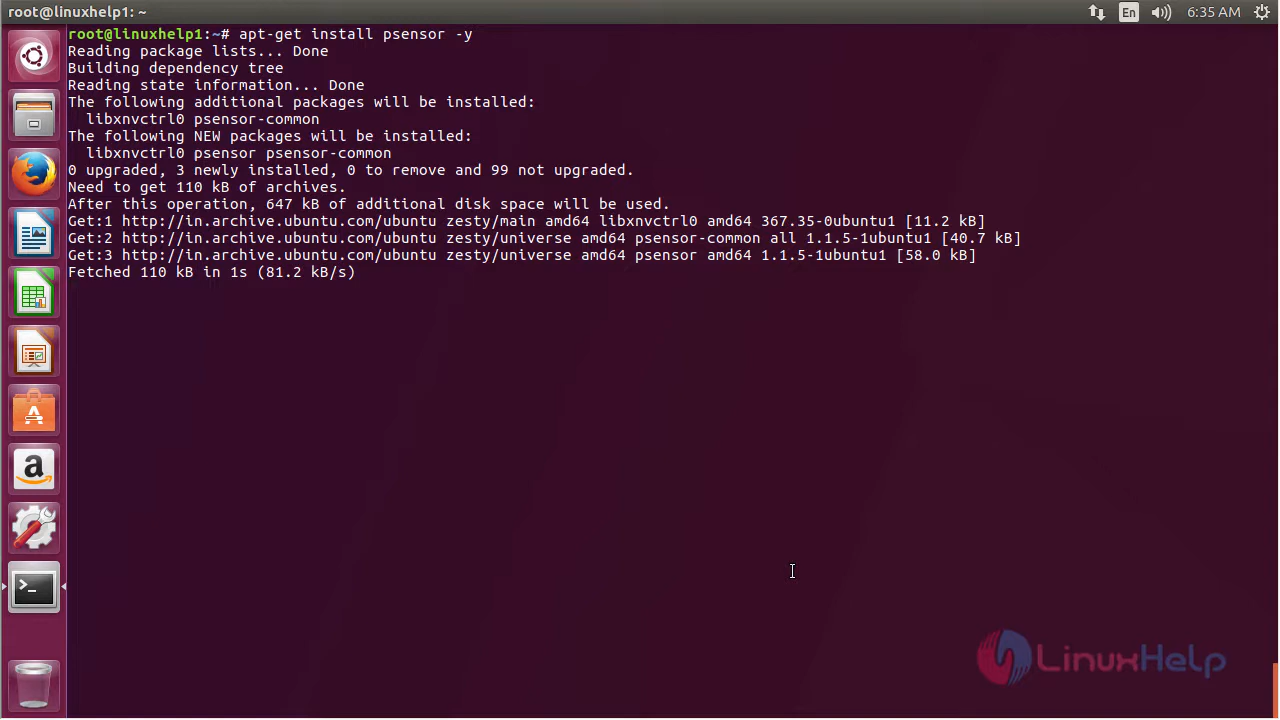 root@linuxhelp1: ~
En
6:35 AM
root@linuxhelp1:~# apt-get install psensor -y
Reading package lists... Done
Building dependency tree
Reading state information... Done
The following additional packages will be installed:
  libxnvctrl0 psensor-common
The following NEW packages will be installed:
  libxnvctrl0 psensor psensor-common
0 upgraded, 3 newly installed, 0 to remove and 99 not upgraded.
Need to get 110 kB of archives.
After this operation, 647 kB of additional disk space will be used.
Get:1 http://in.archive.ubuntu.com/ubuntu zesty/main amd64 libxnvctrl0 amd64 367.35-0ubuntu1 [11.2 kB]
Get:2 http://in.archive.ubuntu.com/ubuntu zesty/universe amd64 psensor-common all 1.1.5-1ubuntu1 [40.7 kB]
Get:3 http://in.archive.ubuntu.com/ubuntu zesty/universe amd64 psensor amd64 1.1.5-1ubuntu1 [58.0 kB]
Fetched 110 kB in 1s (81.2 kB/s)
LinuxHelp